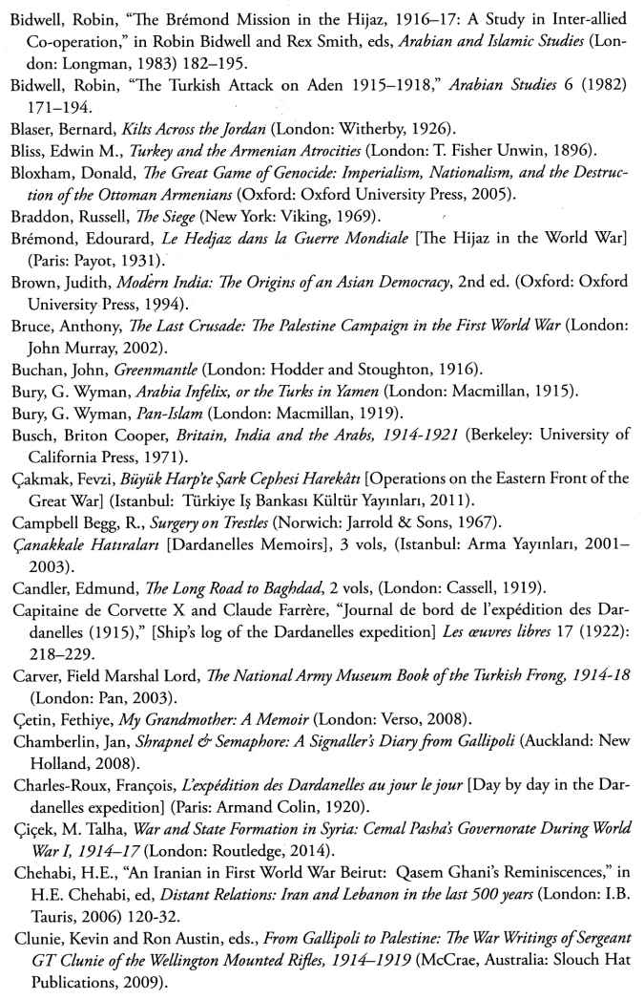 Bidwell, Robin, “The Brémond Mission in the Hijaz, 1916–17: A Study in Inter-allied
Co-operation,” in Robin Bidwell and Rex Smith, eds, Arabian and Islamic Studies (Lon-
don: Longman, 1983) 182–195.
Bidwell, Robin, “The Turkish Attack on Aden 1915–1918,” Arabian Studies 6 (1982)
171–194.
Blaser, Bernard, Kilts Across the Jordan (London: Witherby, 1926).
Bliss, Edwin M., Turkey and the Armenian Atrocities (London: T. Fisher Unwin, 1896).
Bloxham, Donald, The Great Game of Genocide: Imperialism, Nationalism, and the Destruc-
tion of the Ottoman Armenians (Oxford: Oxford University Press, 2005).
Braddon, Russell, The Siege (New York: Viking, 1969).
Brémond, Edourard, Le Hedjaz dans la Guerre Mondiale [The Hijaz in the World War]
(Paris: Payot, 1931).
Brown, Judith, Modern India: The Origins of an Asian Democracy, 2nd ed. (Oxford: Oxford
University Press, 1994).
Bruce, Anthony, The Last Crusade: The Palestine Campaign in the First World War (London:
John Murray, 2002).
Buchan, John, Greenmantle (London: Hodder and Stoughton, 1916).
Bury, G. Wyman, Arabia Infelix, or the Turks in Yamen (London: Macmillan, 1915).
Bury, G. Wyman, Pan-Islam (London: Macmillan, 1919).
Busch, Briton Cooper, Britain, India and the Arabs, 1914-1921 (Berkeley: University of
California Press, 1971).
Çakmak, Fevzi, Büyük Harp’te Şark Cephesi Harekâtı [Operations on the Eastern Front of the
Great War] (Istanbul: Türkiye Iş Bankası Kültür Yayınları, 2011).
Campbell Begg, R., Surgery on Trestles (Norwich: Jarrold & Sons, 1967).
Çanakkale Hatıraları [Dardanelles Memoirs], 3 vols, (Istanbul: Arma Yayınları, 2001–
2003).
Candler, Edmund, The Long Road to Baghdad, 2 vols, (London: Cassell, 1919).
Capitaine de Corvette X and Claude Farrère, “Journal de bord de l’expédition des Dar-
danelles (1915),” [Ship’s log of the Dardanelles expedition] Les œuvres libres 17 (1922):
218–229.
Carver, Field Marshal Lord, The National Army Museum Book of the Turkish Frong, 1914-18
(London: Pan, 2003).
Çetin, Fethiye, My Grandmother: A Memoir (London: Verso, 2008).
Chamberlin, Jan, Shrapnel & Semaphore: A Signaller’s Diary from Gallipoli (Auckland: New
Holland, 2008).
Charles-Roux, François, L’expédition des Dardanelles au jour le jour [Day by day in the Dar-
danelles expedition] (Paris: Armand Colin, 1920).
Çiçek, M. Talha, War and State Formation in Syria: Cemal Pasha’s Governorate During World
War I, 1914–17 (London: Routledge, 2014).
Chehabi, H.E., “An Iranian in First World War Beirut: Qasem Ghani’s Reminiscences,” in
H.E. Chehabi, ed, Distant Relations: Iran and Lebanon in the last 500 years (London: I.B.
Tauris, 2006) 120-32.
Clunie, Kevin and Ron Austin, eds., From Gallipoli to Palestine: The War Writings of Sergeant
GT Clunie of the Wellington Mounted Rifles, 1914–1919 (McCrae, Australia: Slouch Hat
Publications, 2009).